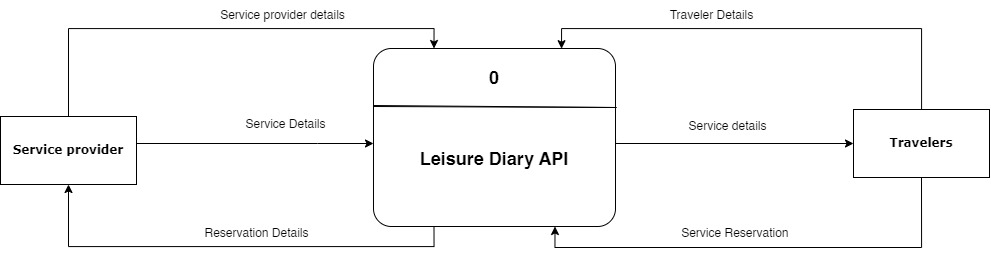 Service provider details
Traveler Details
0
Service Details
Service details
Service provider
Leisure Diary API
Travelers
Reservation Details
Service Reservation